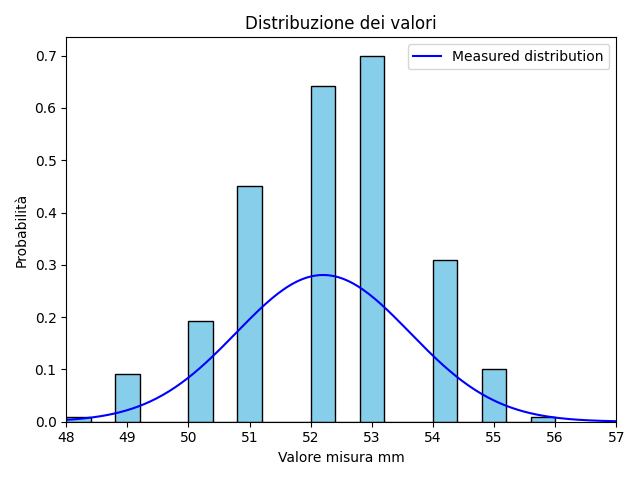 Distribuzione dei valori
Measured distribution
Probabilità
0.7
0.6
0.5
0.4
0.3
0.2
0.1
0.0
48 49 50 51 52 53 54 55 56 57
Valore misura mm